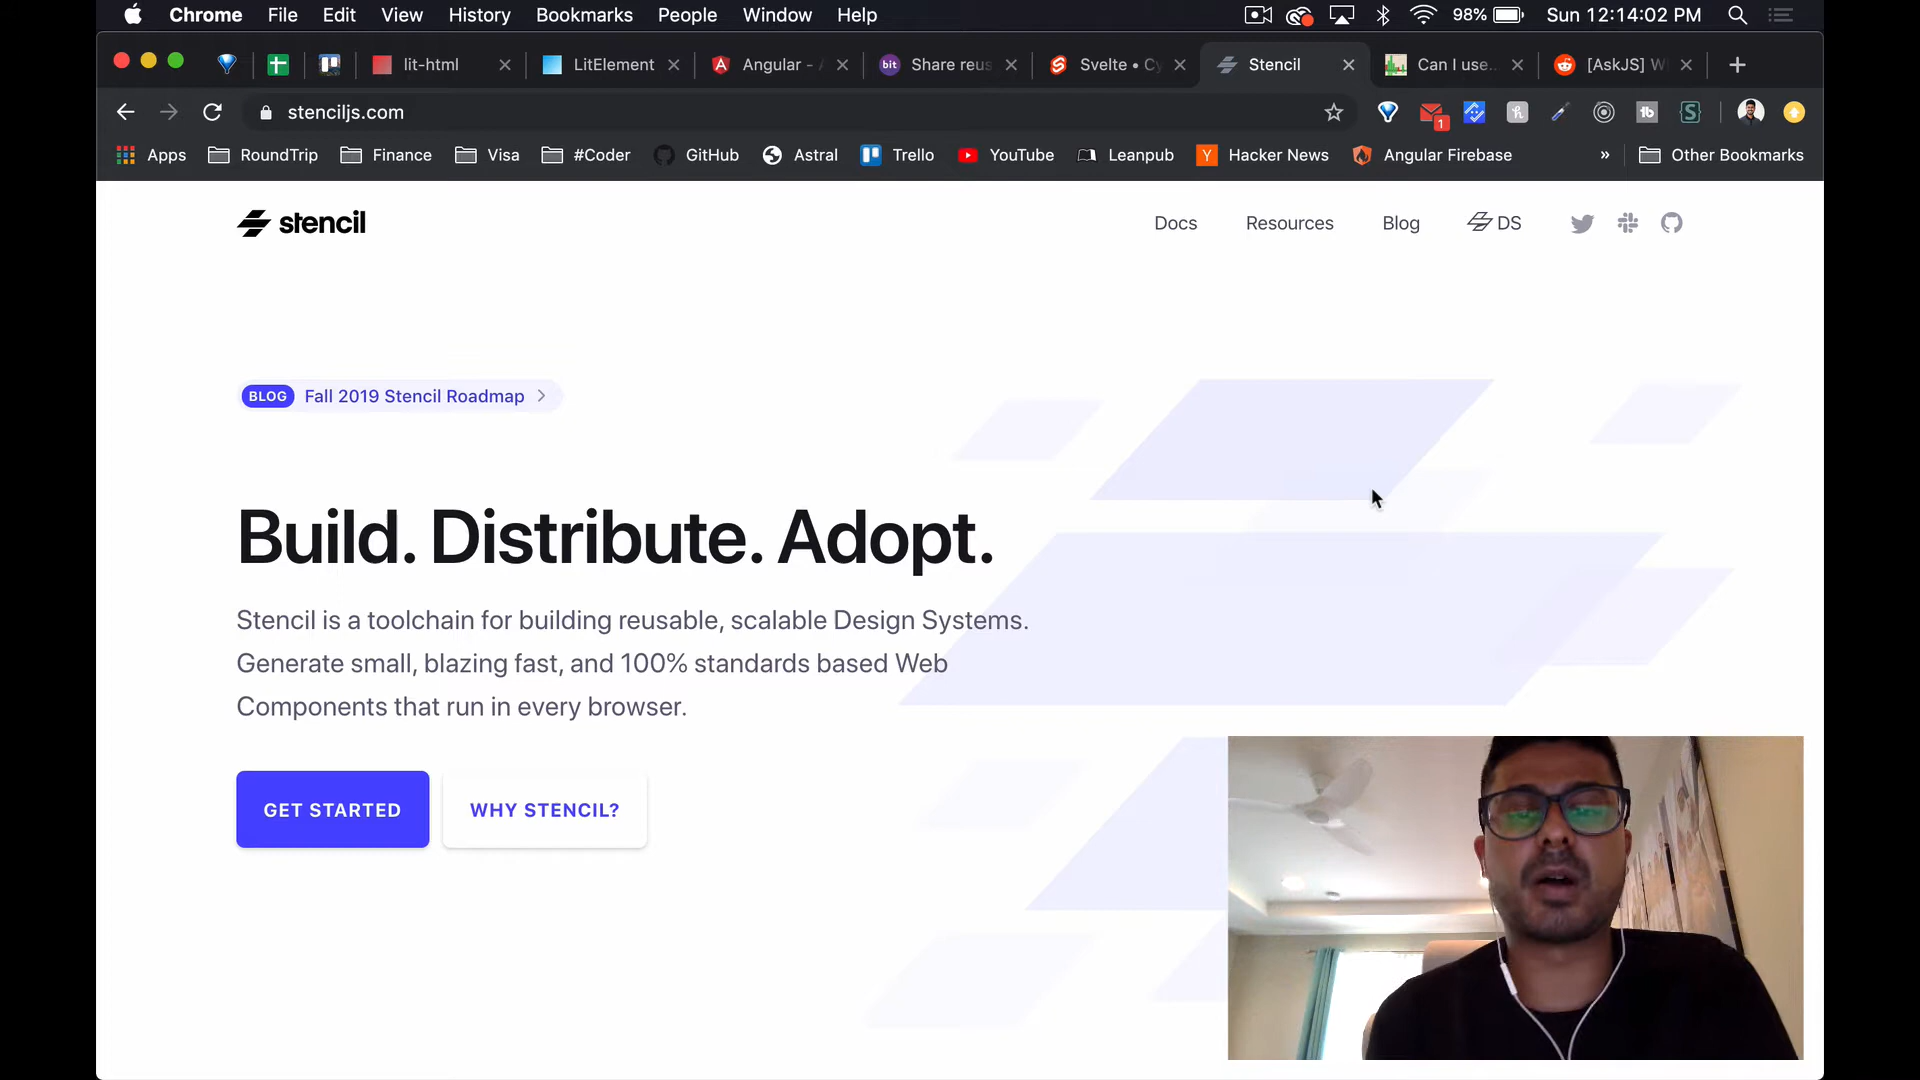 Chrome File Edit View History Bookmarks People Window Help 98% Sun 12:14:02 PM
lit-html LitElement Angular - A bit Share reus Svelte • Cy Stencil Can I use... [AskJS] W
stenciljs.com 1
Apps RoundTrip Finance Visa #Coder GitHub Astral Trello YouTube Leanpub Hacker News Angular Firebase » Other Bookmarks
stencil Docs Resources Blog DS
BLOG Fall 2019 Stencil Roadmap
Build. Distribute. Adopt.
Stencil is a toolchain for building reusable, scalable Design Systems.
Generate small, blazing fast, and 100% standards based Web
Components that run in every browser.
GET STARTED WHY STENCIL?